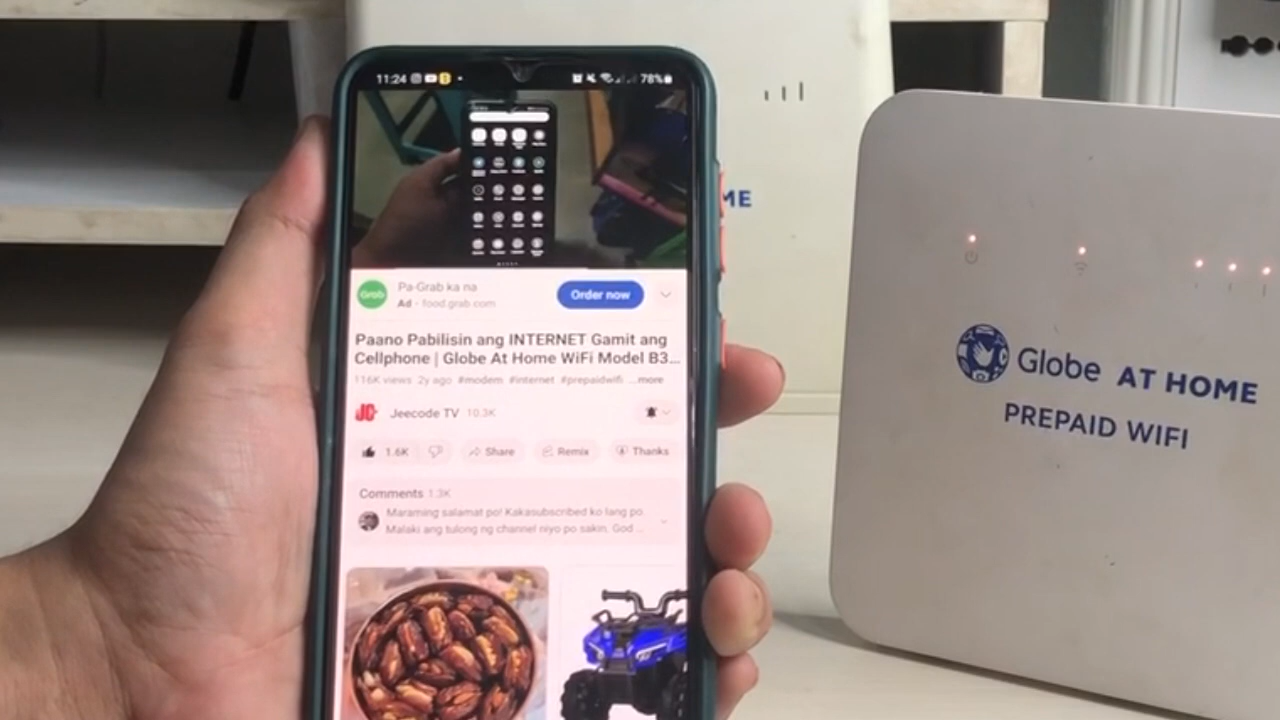 11:24
78%
Pa-Grab ka na
Grab
Ad - food.grab.com
Order now
Paano Pabilisin ang INTERNET Gamit ang
Cellphone | Globe At Home WiFi Model B3...
116K views 2y ago #modem #internet #prepaidwifi ...more
JC
Jeecode TV 10.3K
1.6K
Share
Remix
Thanks
Comments 1.3K
Maraming salamat po! Kakasubscribed ko lang po
Malaki ang tulong ng channel niyo po sakin. God ...
ME
Globe AT HOME
PREPAID WIFI